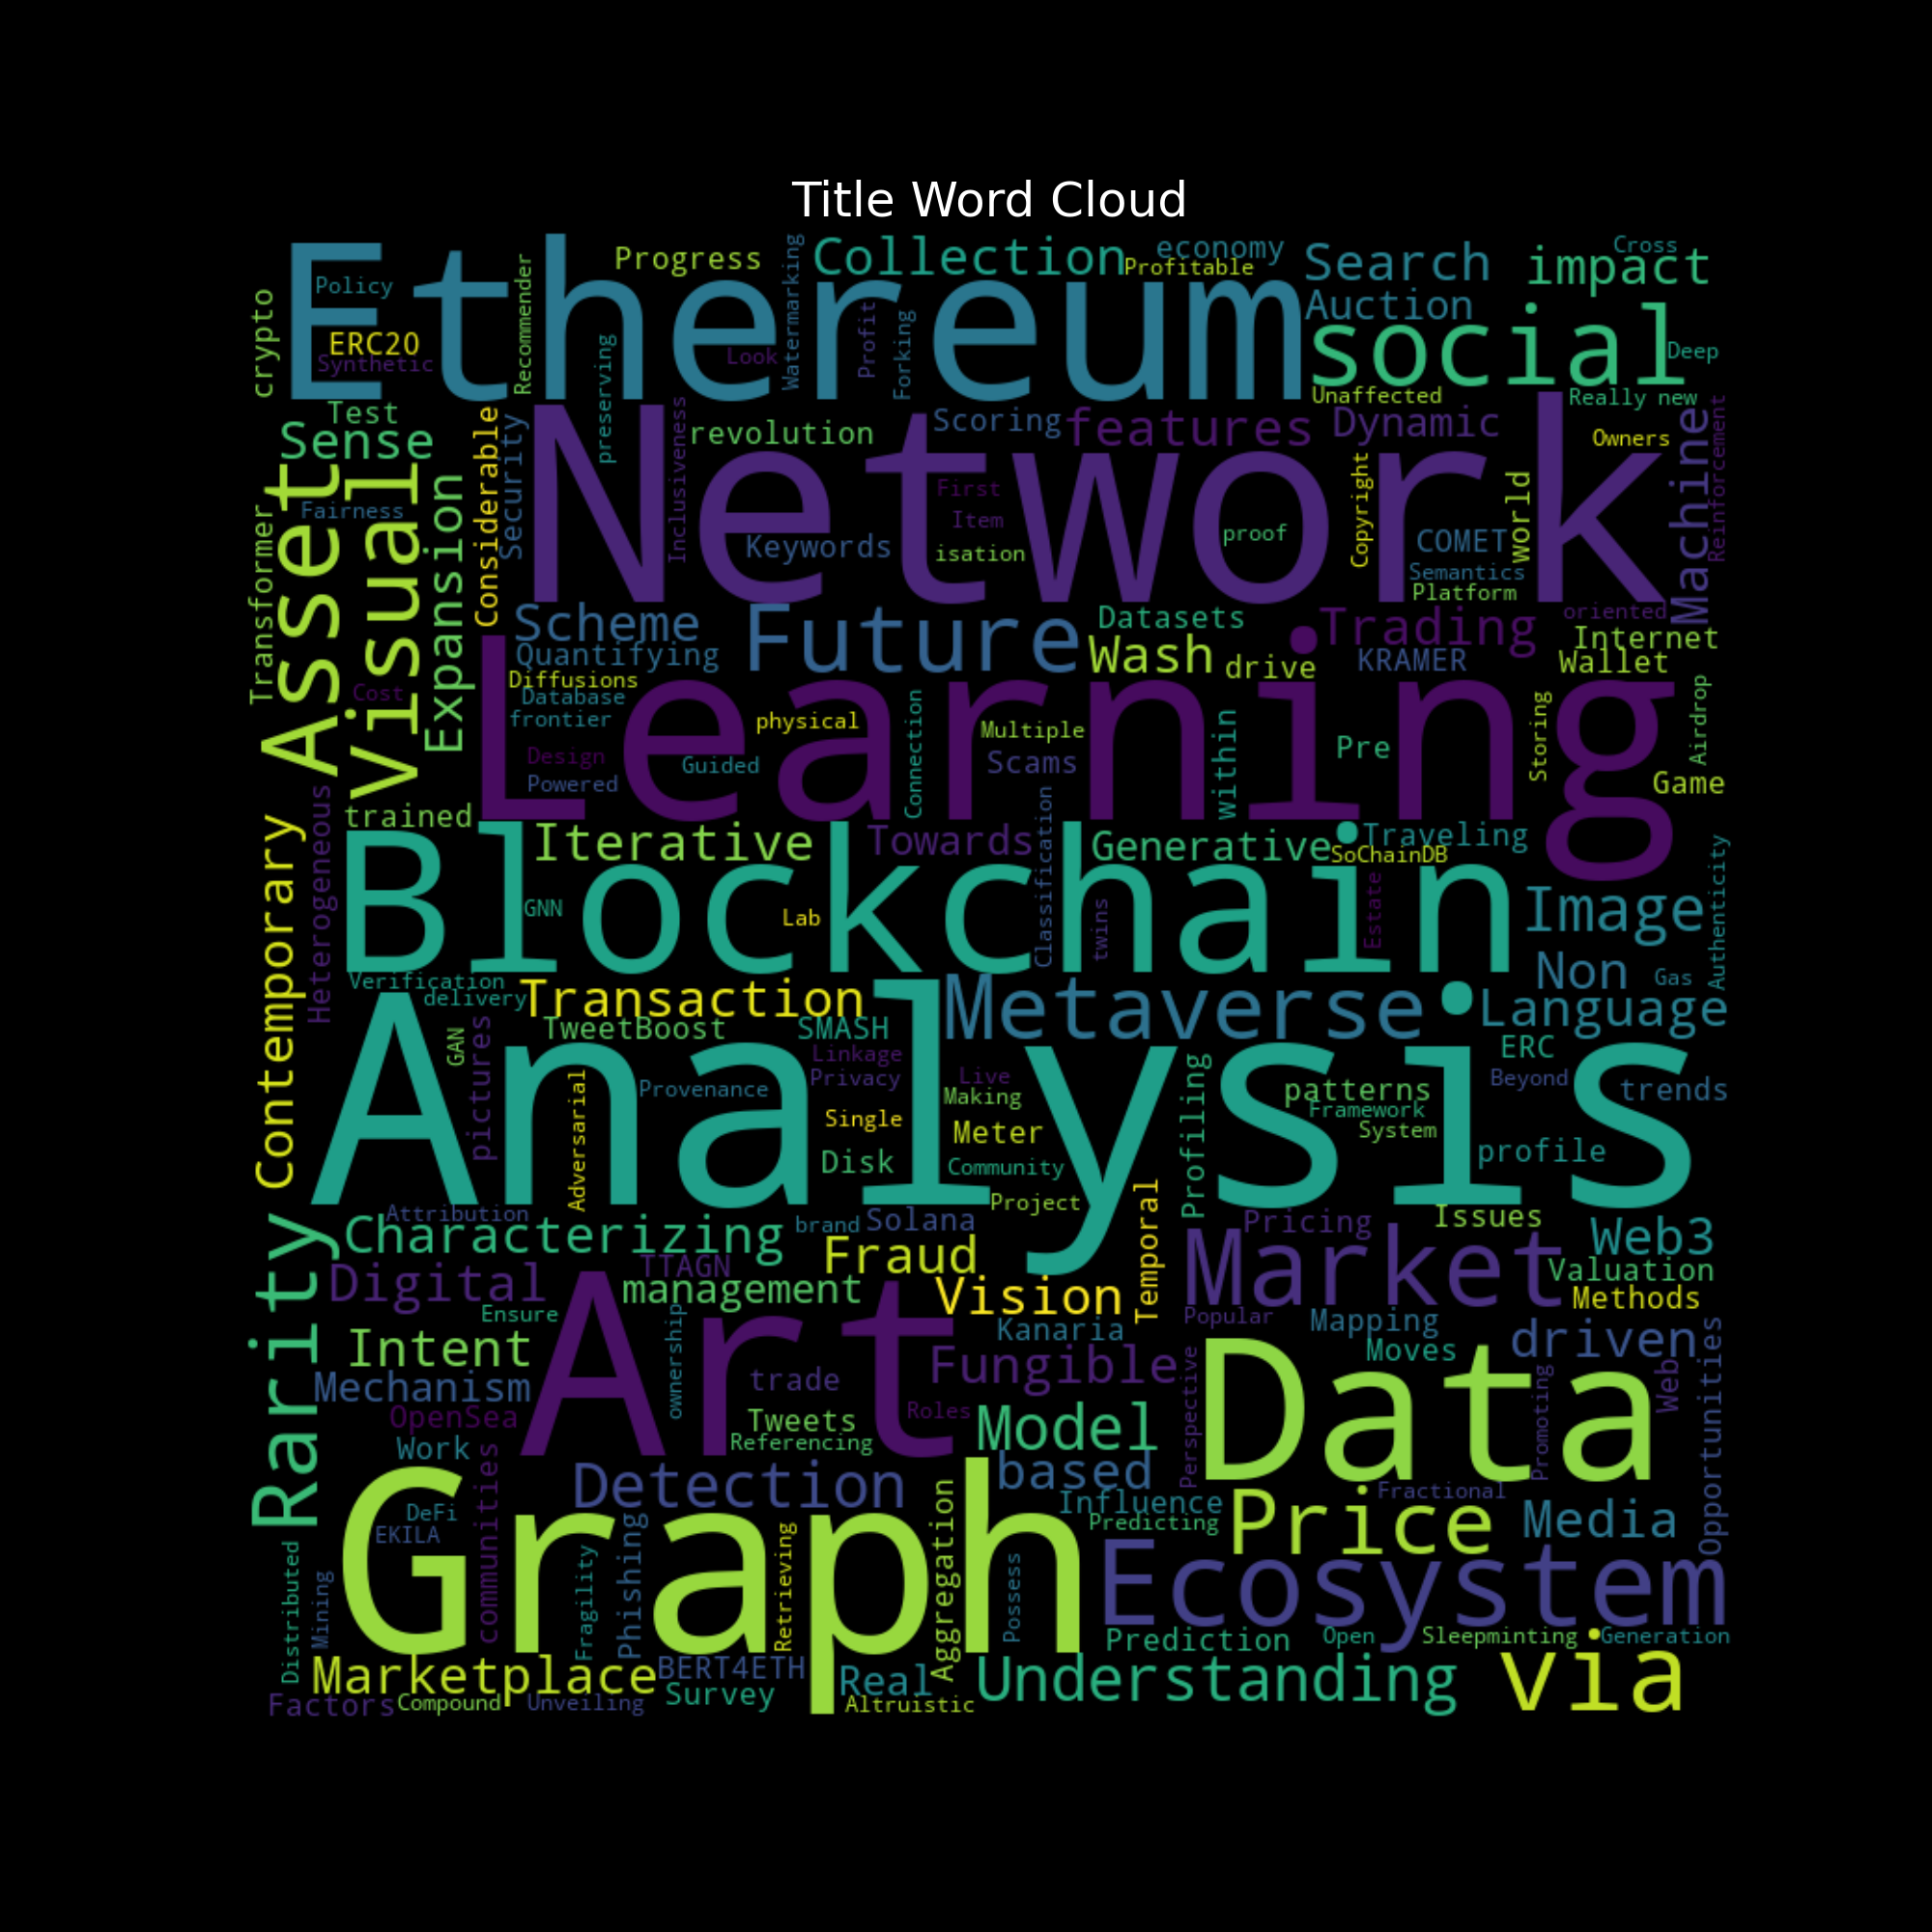 Title Word Cloud
Ethereum
Policy
ERC20
Synthetic
crypto
Recommender
Progress
Watermarking
Collection
economy
Profitable
Search
Auction
impact
Cross
social
Deep
Unaffected
Really new
preserving
Look
Profit
Forking
Test
Sense
Considerable
Security
Network
Inclusiveness
revolution
Scoring
features
Dynamic
Owners
Machine
Reinforcement
Asset
Visual
Fairness
Expansion
Transformer
Keywords
First
Item
isation
proof
Copyright
COMET
world
Semantics
Platform
oriented
Scheme
Quantifying
Future
Datasets
Wash
drive
Trading
KRAMER
Internet
Wallet
Cost
Learning
Diffusions
Database
frontier
Design
Powered
physical
Guided
Connection
Multiple
Scams
within
Pre
Storing
Airdrop
Game
trained
Heterogeneous
Contemporary
Iterative
Towards
Classification
Generative
Traveling
SoChainDB
Blockchain
GNN
Lab
twins
Estate
Image
Authenticity
Non
Gas
Verification
delivery
Transaction
Metaverse
Language
TweetBoost
SMASH
Analysis
GAN
pictures
Adversarial
Provenance
Linkage
Privacy
Single
Disk
Live
Making
Meter
Community
Project
Profiling
patterns
Framework
System
ERC
Beyond
trends
profile
Attribution
Characterizing
brand
Solana
Fraud
Temporal
Pricing
Issues
Web3
Market
Valuation
Methods
Rarity
Digital
TTAGN
management
Vision
Ensure
ownership
Kanaria
Popular
Mapping
Moves
driven
Intent
Mechanism
Art
trade
Fungible
Perspective
Data
Promoting
Web
Opportunities
OpenSea
Work
Tweets
Referencing
Roles
Model
based
communities
Detection
Influence
Predicting
Fractional
Price
Media
DeFi
EKILA
Graph
Fragility
Phishing
Retrieving
Aggregation
Possess
Ecosystem
Distributed
Mining
Prediction
Open
Sleepminting
Generation
Marketplace
BERT4ETH
Real
Understanding
via
Factors
Compound
Unveiling
Survey
Altruistic